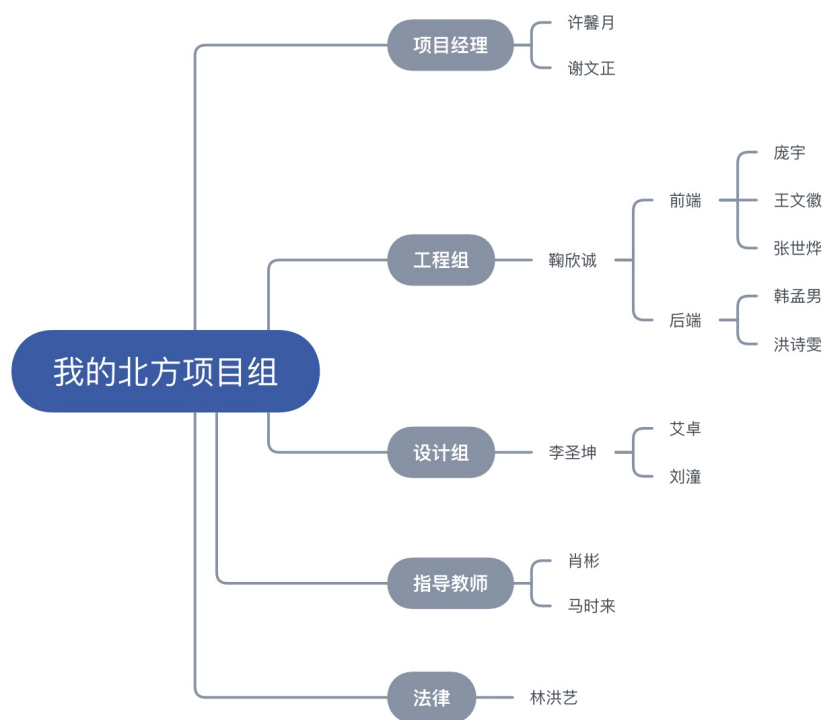 我的北方项目组
项目经理
许馨月
谢文正
工程组
鞠欣诚
前端
庞宇
王文徽
张世烨
后端
韩孟男
洪诗雯
设计组
李圣坤
艾卓
刘潼
指导教师
肖彬
马时来
法律
林洪艺